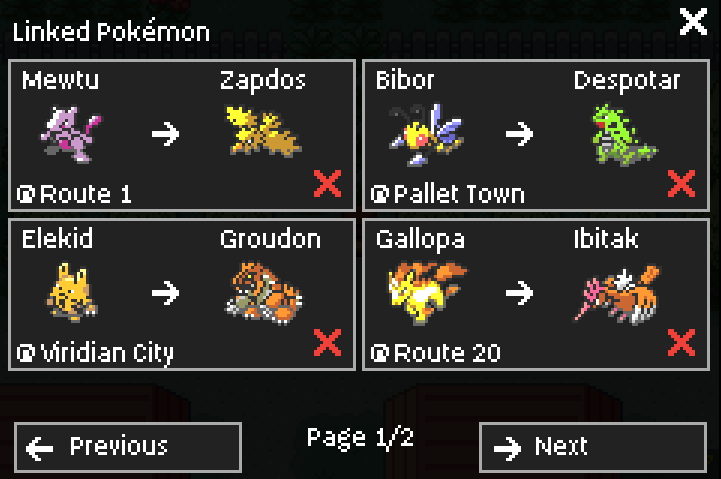 Linked Pokémon
Mewtu Zapdos
@ Route 1
Bibor Despotar
@ Pallet Town
Elekid Groudon
@ Viridian City
Gallopa Ibitak
@ Route 20
Previous
Page 1/2
Next